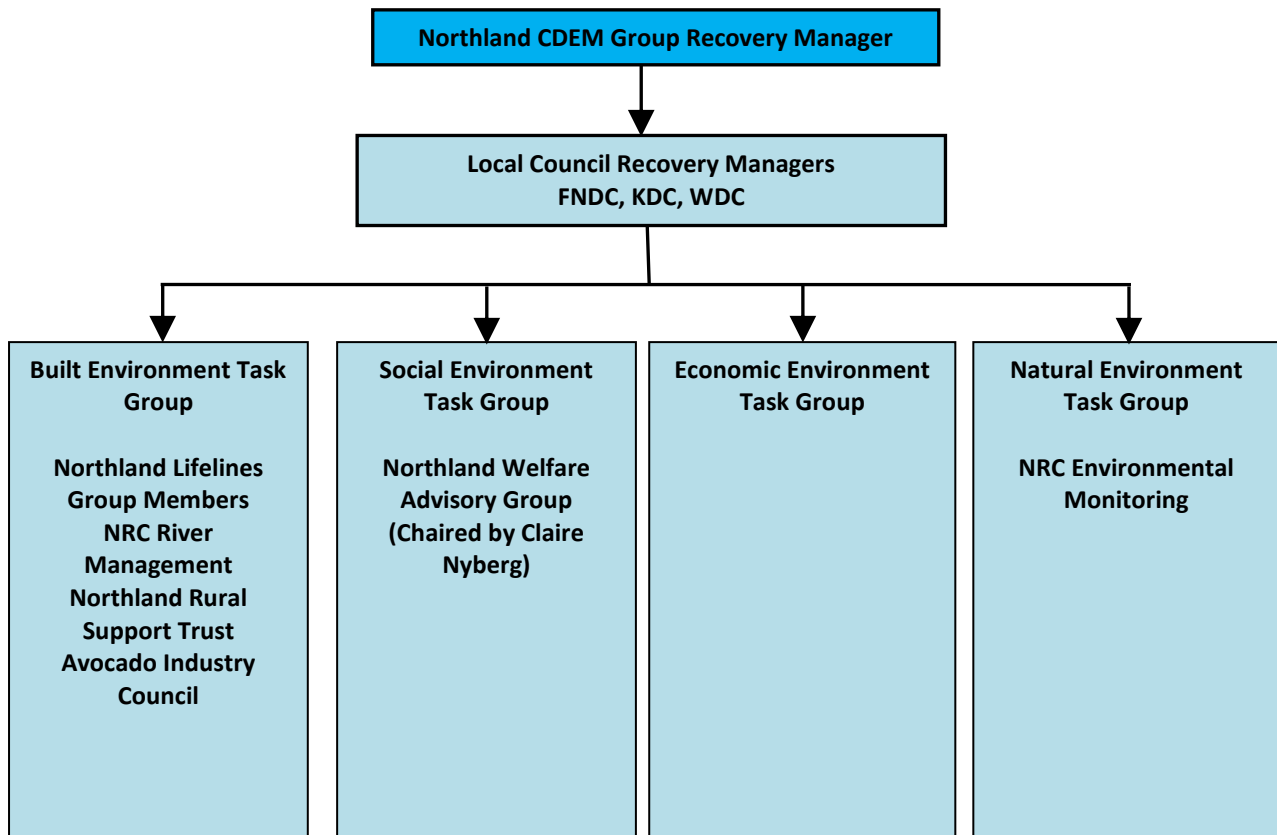 Northland CDEM Group Recovery Manager
Local Council Recovery Managers
FNDC, KDC, WDC
Built Environment Task
Group
Northland Lifelines
Group Members
NRC River
Management
Northland Rural
Support Trust
Avocado Industry
Council
Social Environment
Task Group
Northland Welfare
Advisory Group
(Chaired by Claire
Nyberg)
Economic Environment
Task Group
Natural Environment
Task Group
NRC Environmental
Monitoring